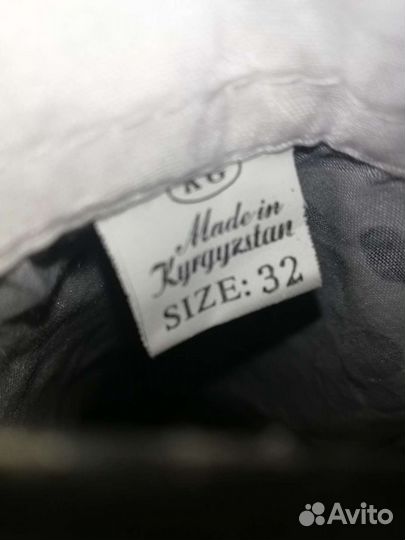 KG
Made in
Kyrgyzstan
SIZE: 32
Avito